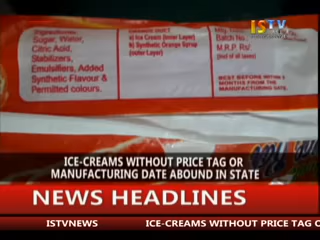 ISTV
Ingredients:
Sugar, Water,
Citric Acid,
Stabilizers,
Emulsifiers, Added
Synthetic Flavour &
Permitted colours.
a) Ice Cream (Inner Layer)
b) Synthetic Orange Syrup
(outer Layer)
Batch No.
M.R.P. Rs/
(Incl of all taxes)
BEST BEFORE WITHIN
MONTHS FROM THE
MANUFACTURING DATE.
ICE-CREAMS WITHOUT PRICE TAG OR
MANUFACTURING DATE ABOUND IN STATE
NEWS HEADLINES
ISTVNEWS ICE-CREAMS WITHOUT PRICE TAG O